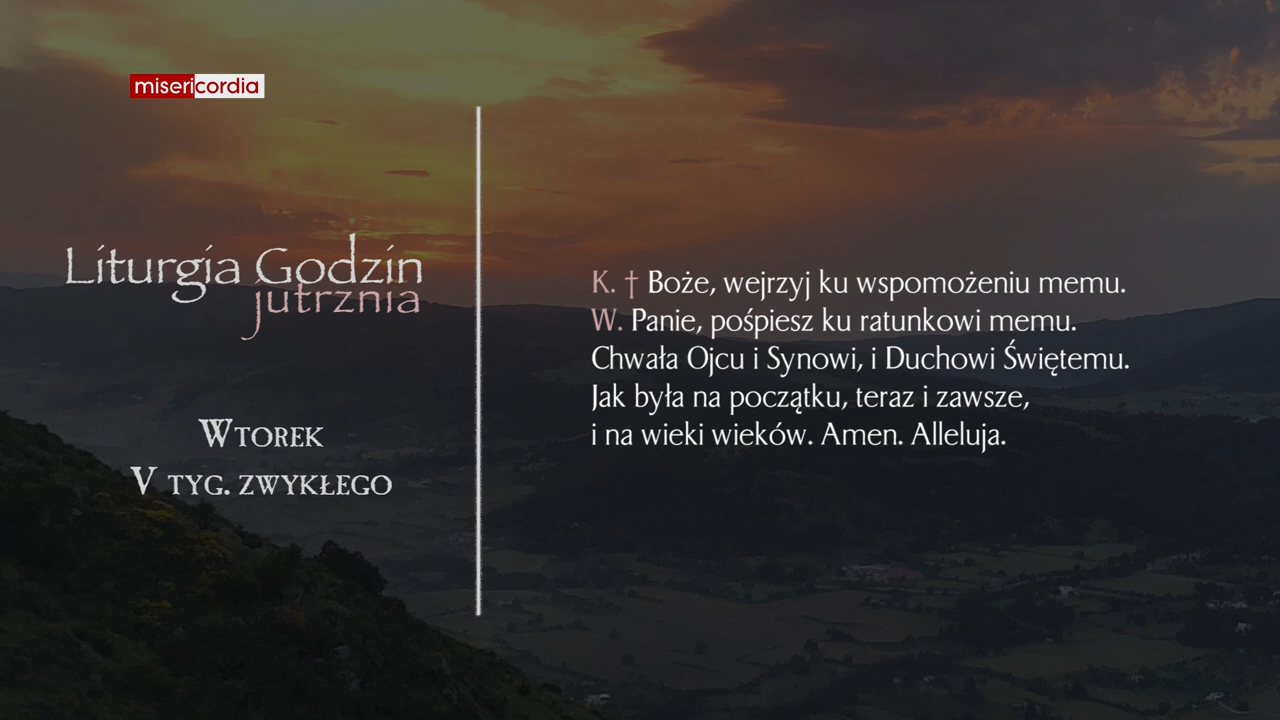 misericordia
Liturgia Godzin
jutrznia
Wtorek
V tyg. zwykłego
K. † Boże, wejrzyj ku wspomożeniu memu.
W. Panie, pośpiesz ku ratunkowi memu.
Chwała Ojcu i Synowi, i Duchowi Świętemu.
Jak była na początku, teraz i zawsze,
i na wieki wieków. Amen. Alleluja.